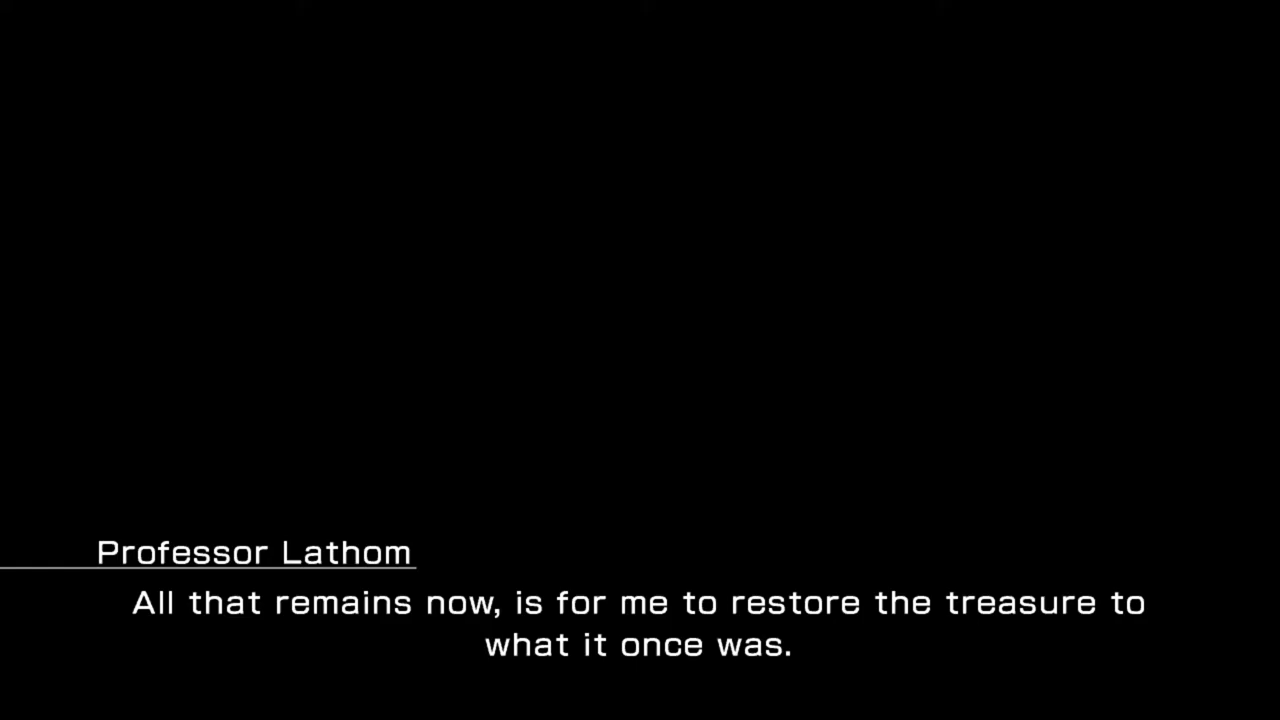 Professor Lathom
All that remains now, is for me to restore the treasure to
what it once was.